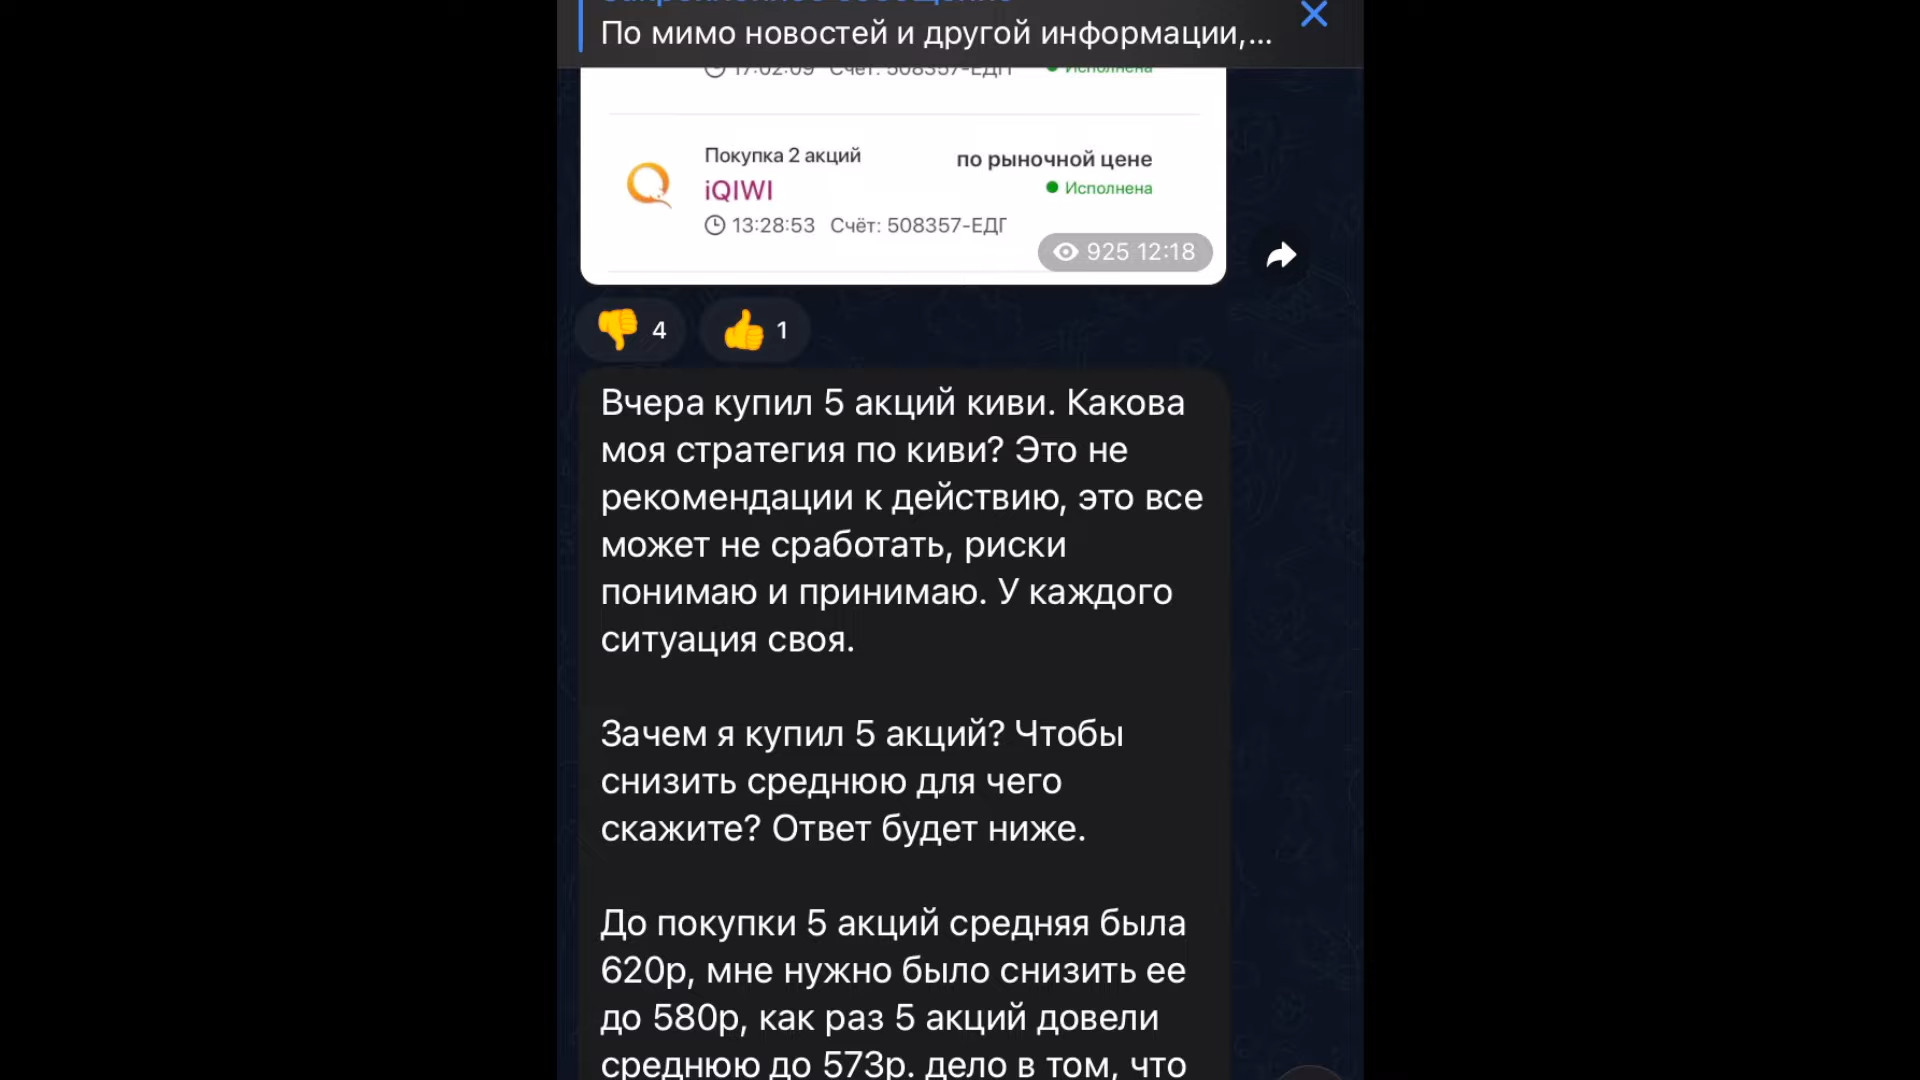 По мимо новостей и другой информации,...
17:02:09 Счёт: 508357-ЕДП Исполнена
Покупка 2 акций
по рыночной цене
iQIWI
Исполнена
13:28:53 Счёт: 508357-ЕДГ
925 12:18
4
1
Вчера купил 5 акций киви. Какова
моя стратегия по киви? Это не
рекомендации к действию, это все
может не сработать, риски
понимаю и принимаю. У каждого
ситуация своя.
Зачем я купил 5 акций? Чтобы
снизить среднюю для чего
скажите? Ответ будет ниже.
До покупки 5 акций средняя была
620р, мне нужно было снизить ее
до 580р, как раз 5 акций довели
среднюю до 573р. дело в том, что